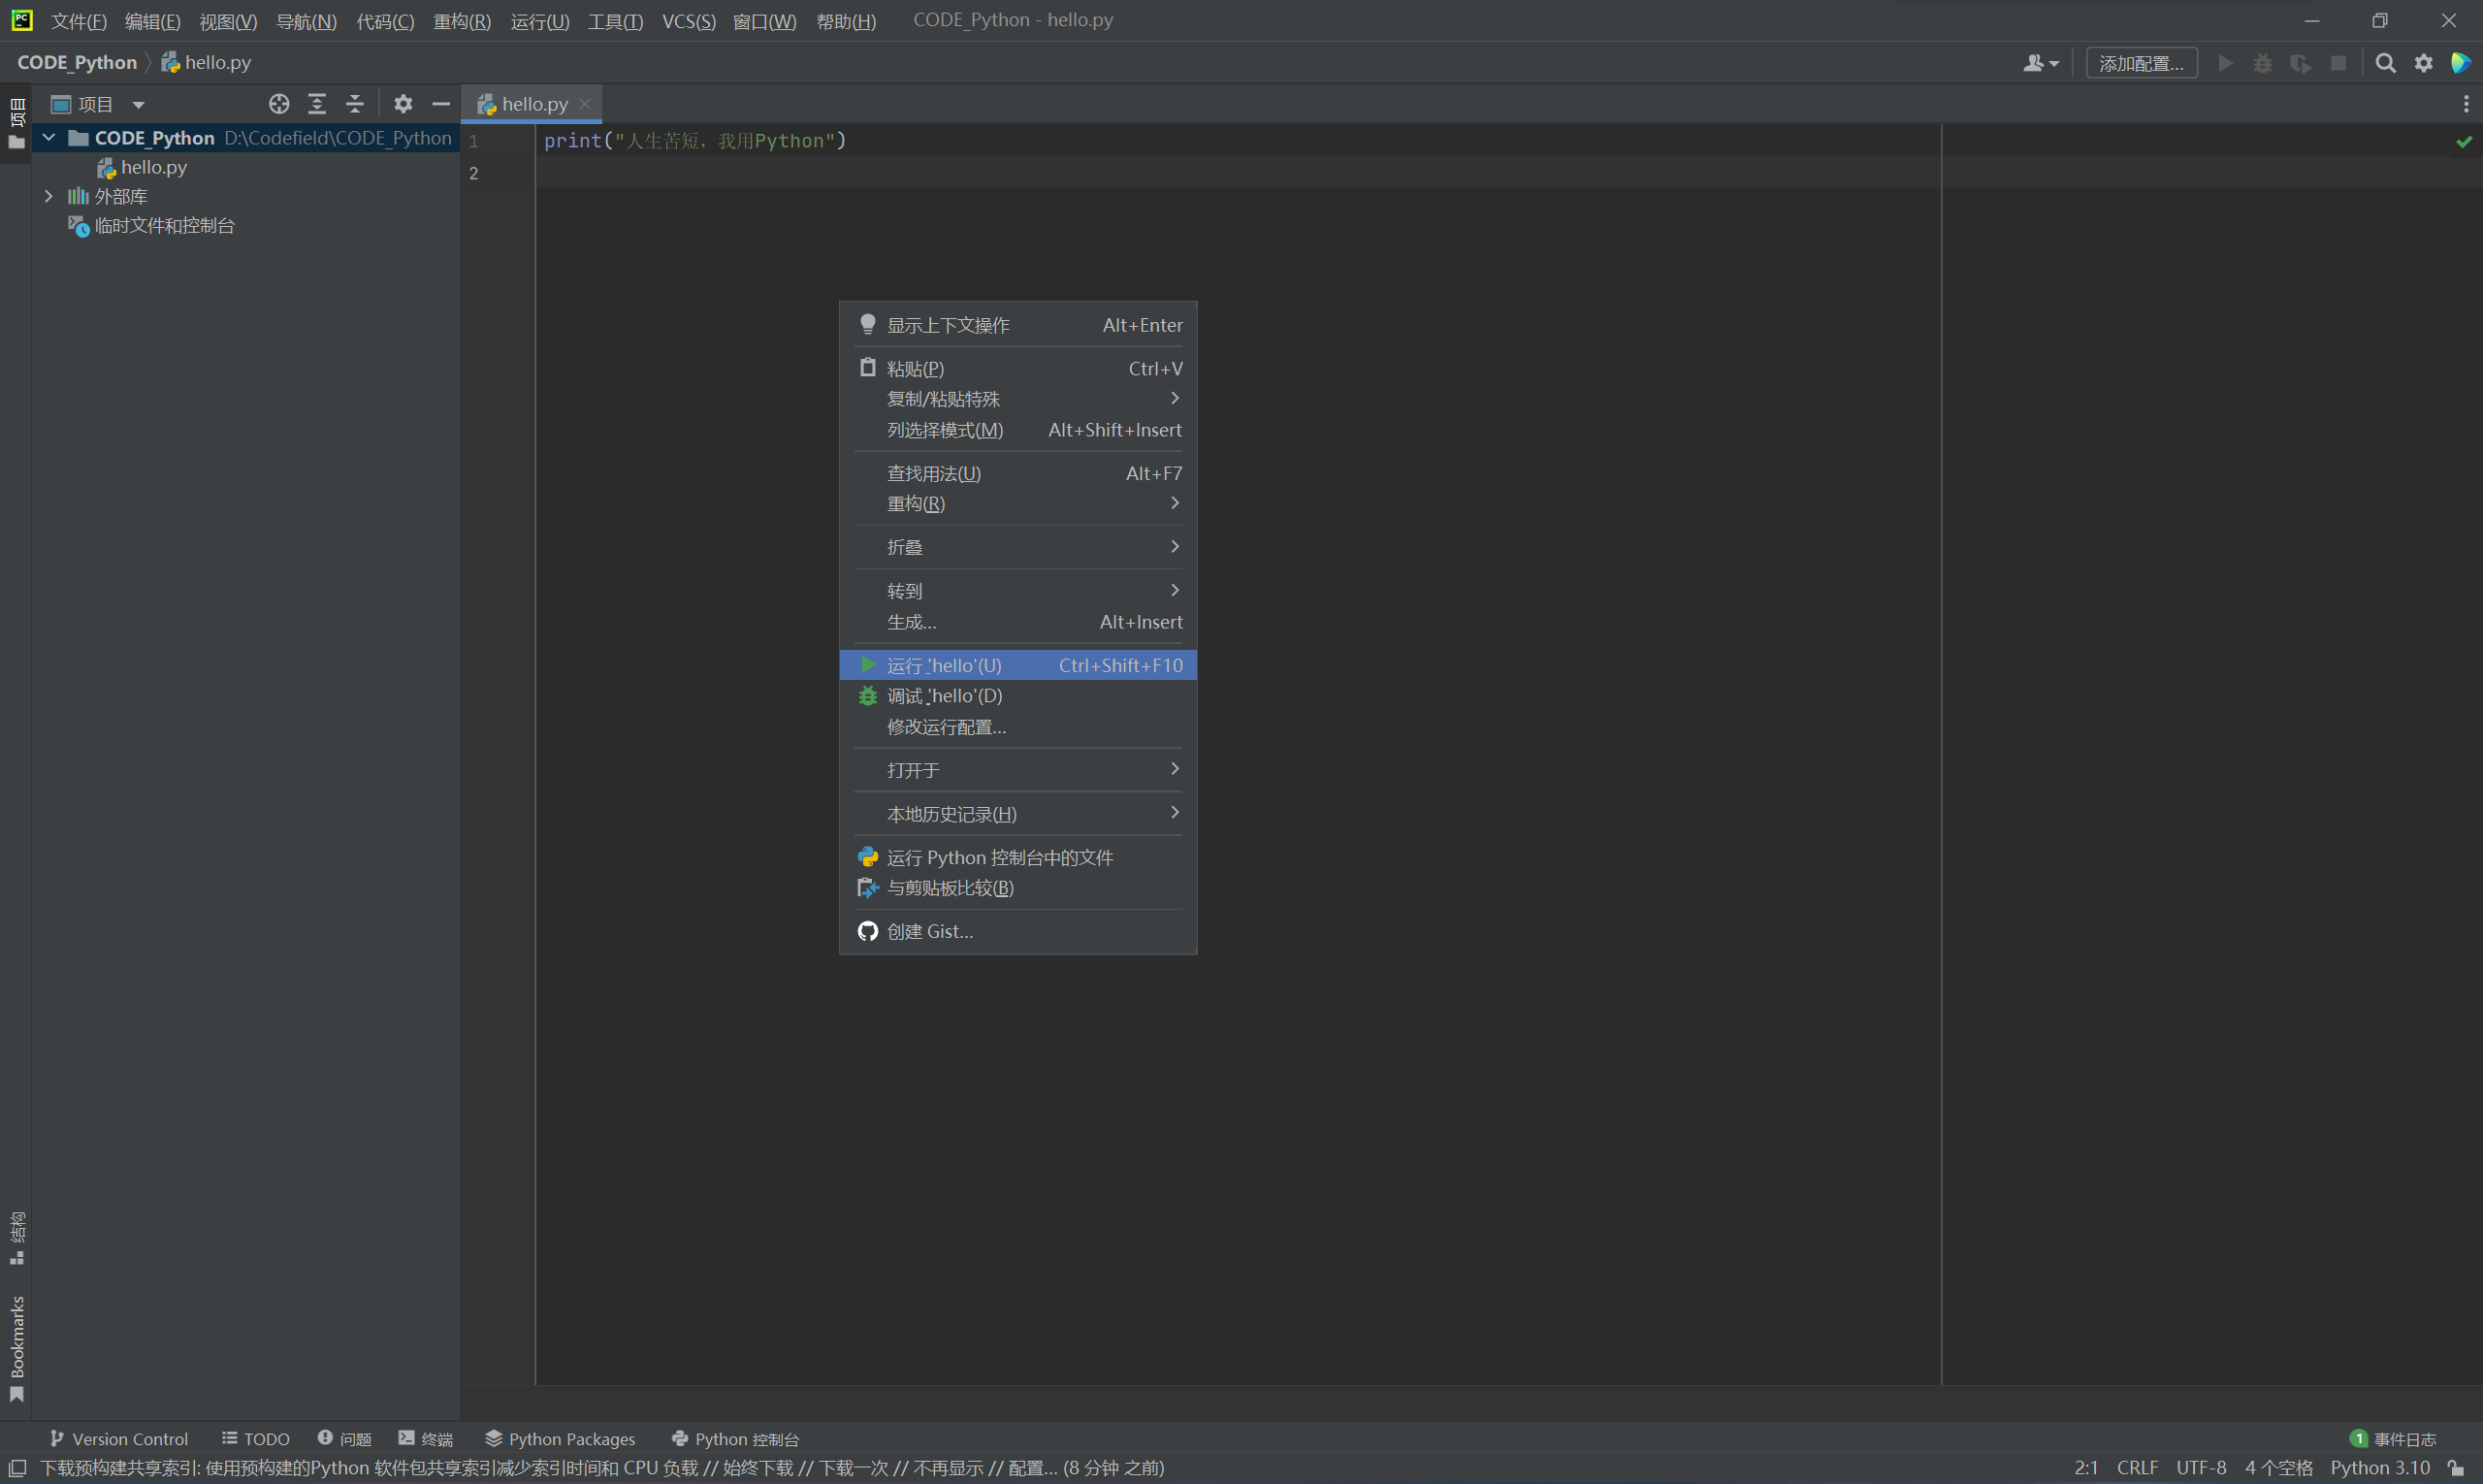 PC 文件(F) 编辑(E) 视图(V) 导航(N) 代码(C) 重构(R) 运行(U) 工具(T) VCS(S) 窗口(W) 帮助(H) CODE_Python - hello.py
CODE_Python hello.py 添加配置...
项目
项目
hello.py
CODE_Python D:\Codefield\CODE_Python
hello.py
外部库
临时文件和控制台
1 print("人生苦短，我用Python")
2
显示上下文操作 Alt+Enter
粘贴(P) Ctrl+V
复制/粘贴特殊
列选择模式(M) Alt+Shift+Insert
查找用法(U) Alt+F7
重构(R)
折叠
转到
生成... Alt+Insert
运行 'hello'(U) Ctrl+Shift+F10
调试 'hello'(D)
修改运行配置...
打开于
本地历史记录(H)
运行 Python 控制台中的文件
与剪贴板比较(B)
创建 Gist...
结构
Bookmarks
Version Control TODO 问题 终端 Python Packages Python 控制台 1 事件日志
下载预构建共享索引: 使用预构建的Python 软件包共享索引减少索引时间和 CPU 负载 // 始终下载 // 下载一次 // 不再显示 // 配置... (8 分钟 之前) 2:1 CRLF UTF-8 4 个空格 Python 3.10